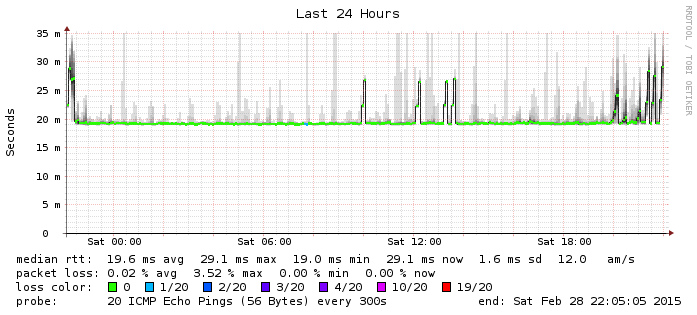 Last 24 Hours
RRDTOOL / TOBI OETIKER
Seconds
35 m
30 m
25 m
20 m
15 m
10 m
5 m
0
Sat 00:00 Sat 06:00 Sat 12:00 Sat 18:00
median rtt: 19.6 ms avg 29.1 ms max 19.0 ms min 29.1 ms now 1.6 ms sd 12.0 am/s
packet loss: 0.02 % avg 3.52 % max 0.00 % min 0.00 % now
loss color: 0 1/20 2/20 3/20 4/20 10/20 19/20
probe: 20 ICMP Echo Pings (56 Bytes) every 300s end: Sat Feb 28 22:05:05 2015